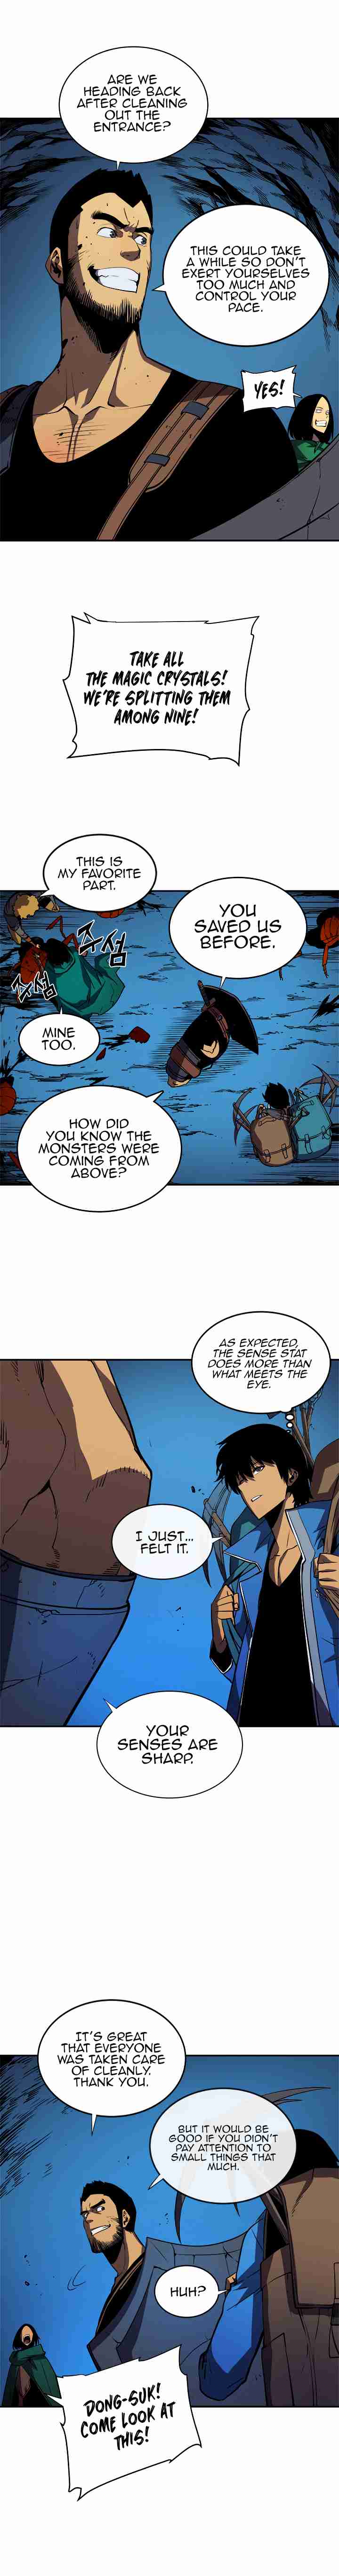 ARE WE
HEADING BACK
AFTER CLEANING
OUT THE
ENTRANCE?
THIS COULD TAKE
A WHILE SO DON'T
EXERT YOURSELVES
TOO MUCH AND
CONTROL YOUR
PACE.
YES!
TAKE ALL
THE MAGIC CRYSTALS!
WE'RE SPLITTING THEM
AMONG NINE!
THIS IS
MY FAVORITE
PART.
YOU
SAVED US
BEFORE.
주섬
주섬
MINE
TOO.
HOW DID
YOU KNOW THE
MONSTERS WERE
COMING FROM
ABOVE?
AS EXPECTED,
THE SENSE STAT
DOES MORE THAN
WHAT MEETS THE
EYE.
I JUST...
FELT IT.
YOUR
SENSES ARE
SHARP.
IT'S GREAT
THAT EVERYONE
WAS TAKEN CARE
OF CLEANLY.
THANK YOU.
BUT IT WOULD BE
GOOD IF YOU DIDN'T
PAY ATTENTION TO
SMALL THINGS THAT
MUCH.
HUH?
DONG-SUK!
COME LOOK AT
THIS!